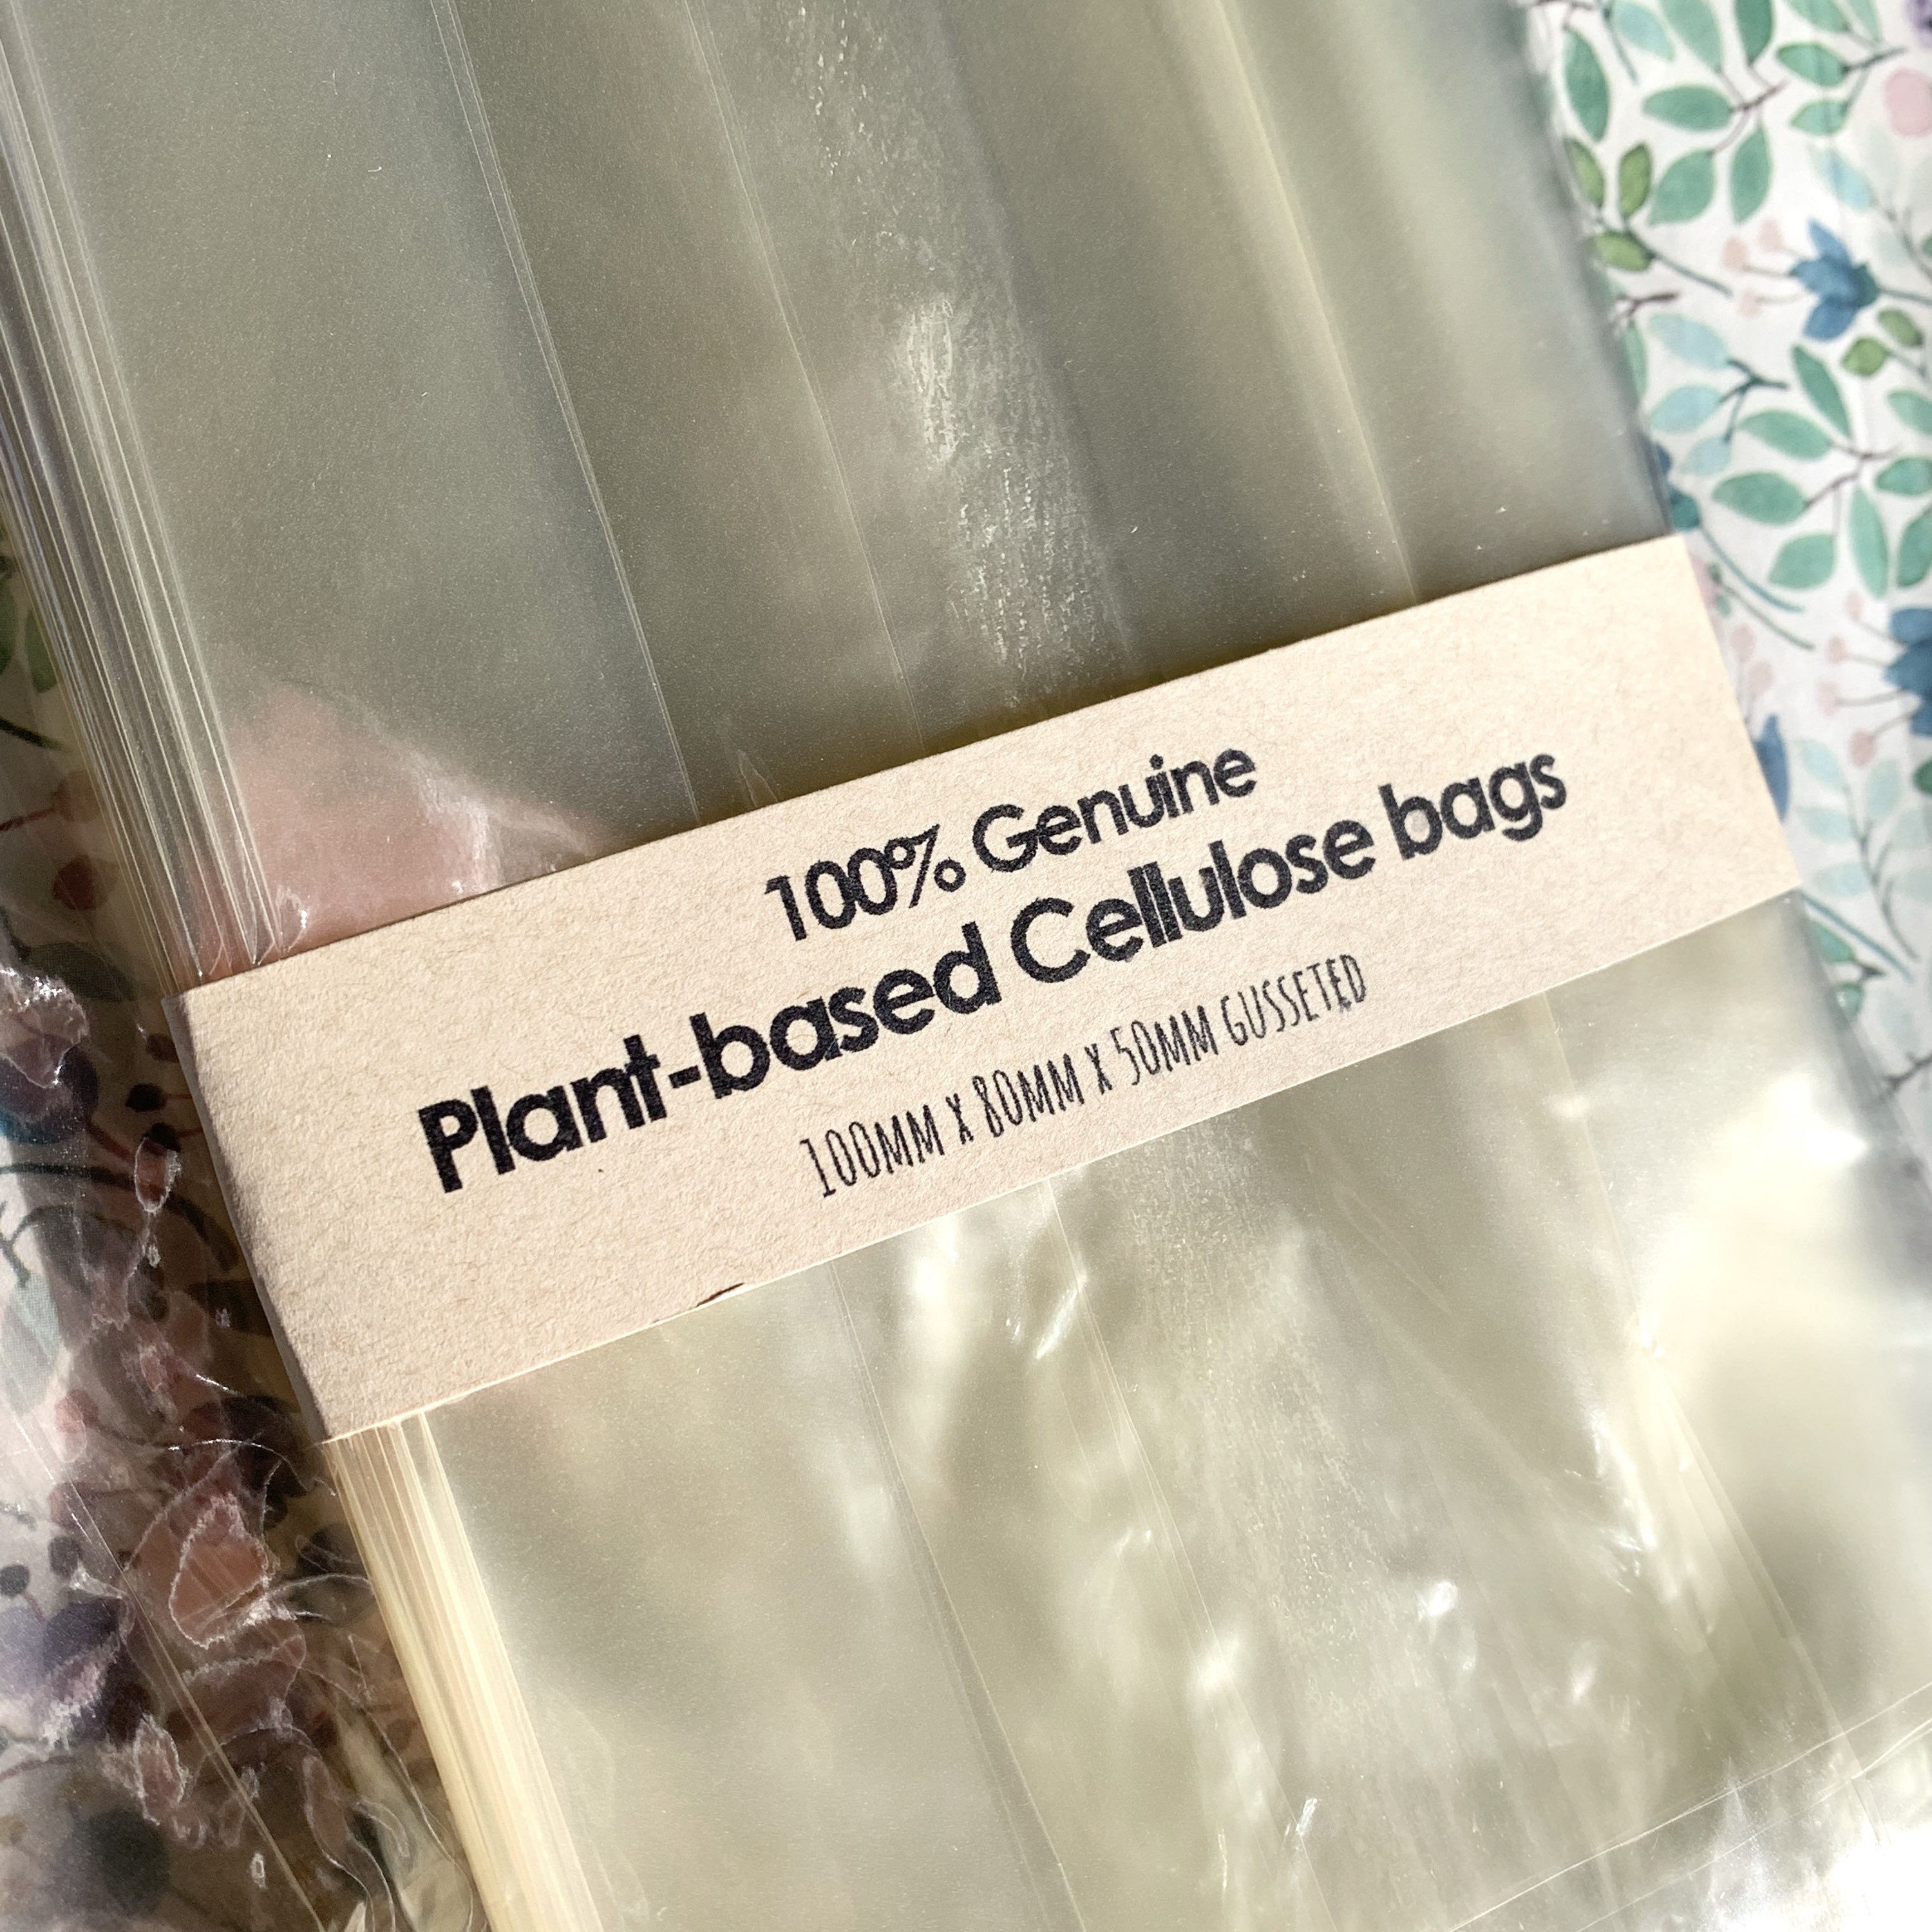 100% Genuine
Plant-based Cellulose bags
100MM X 80MM X 50MM GUSSETED